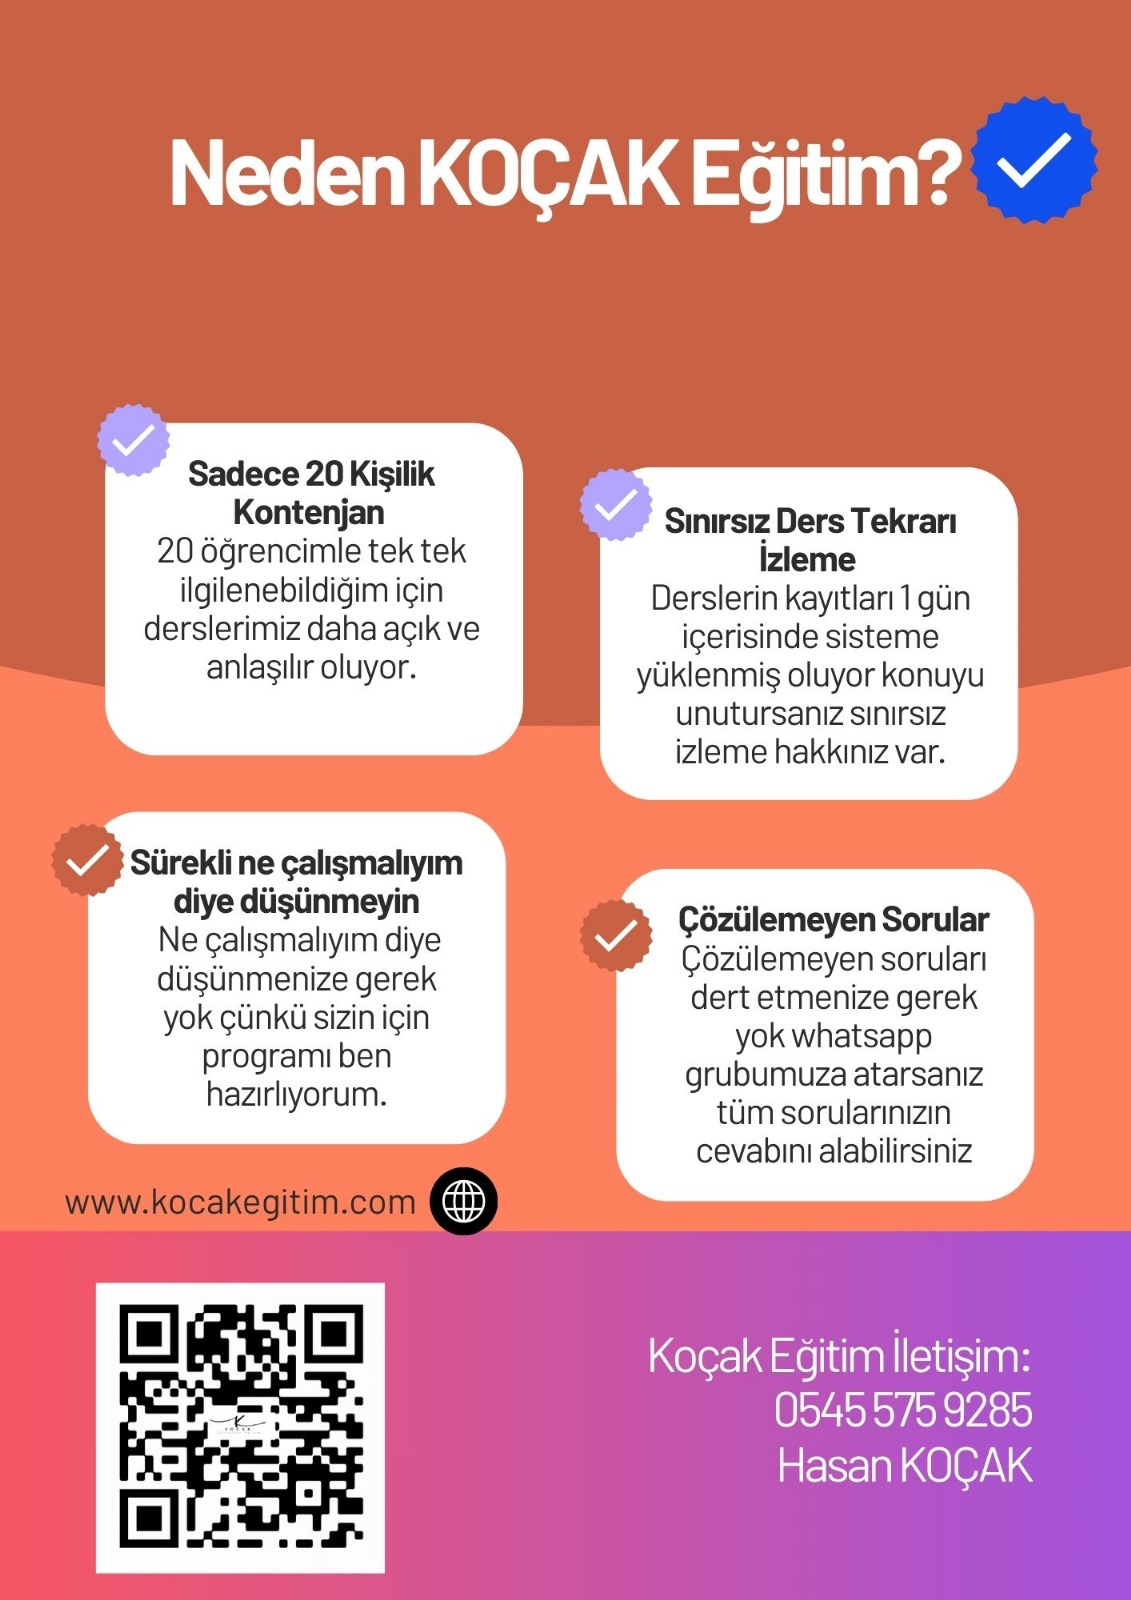 Neden KOÇAK Eğitim?
Sadece 20 Kişilik
Kontenjan
20 öğrencimle tek tek
ilgilenebildiğim için
derslerimiz daha açık ve
anlaşılır oluyor.
Sınırsız Ders Tekrarı
İzleme
Derslerin kayıtları 1 gün
içerisinde sisteme
yüklenmiş oluyor konuyu
unutursanız sınırsız
izleme hakkınız var.
Sürekli ne çalışmalıyım
diye düşünmeyin
Ne çalışmalıyım diye
düşünmenize gerek
yok çünkü sizin için
programı ben
hazırlıyorum.
Çözülemeyen Sorular
Çözülemeyen soruları
dert etmenize gerek
yok whatsapp
grubumuza atarsanız
tüm sorularınızın
cevabını alabilirsiniz
www.kocakegitim.com
K
KOÇAK
Koçak Eğitim İletişim:
0545 575 9285
Hasan KOÇAK